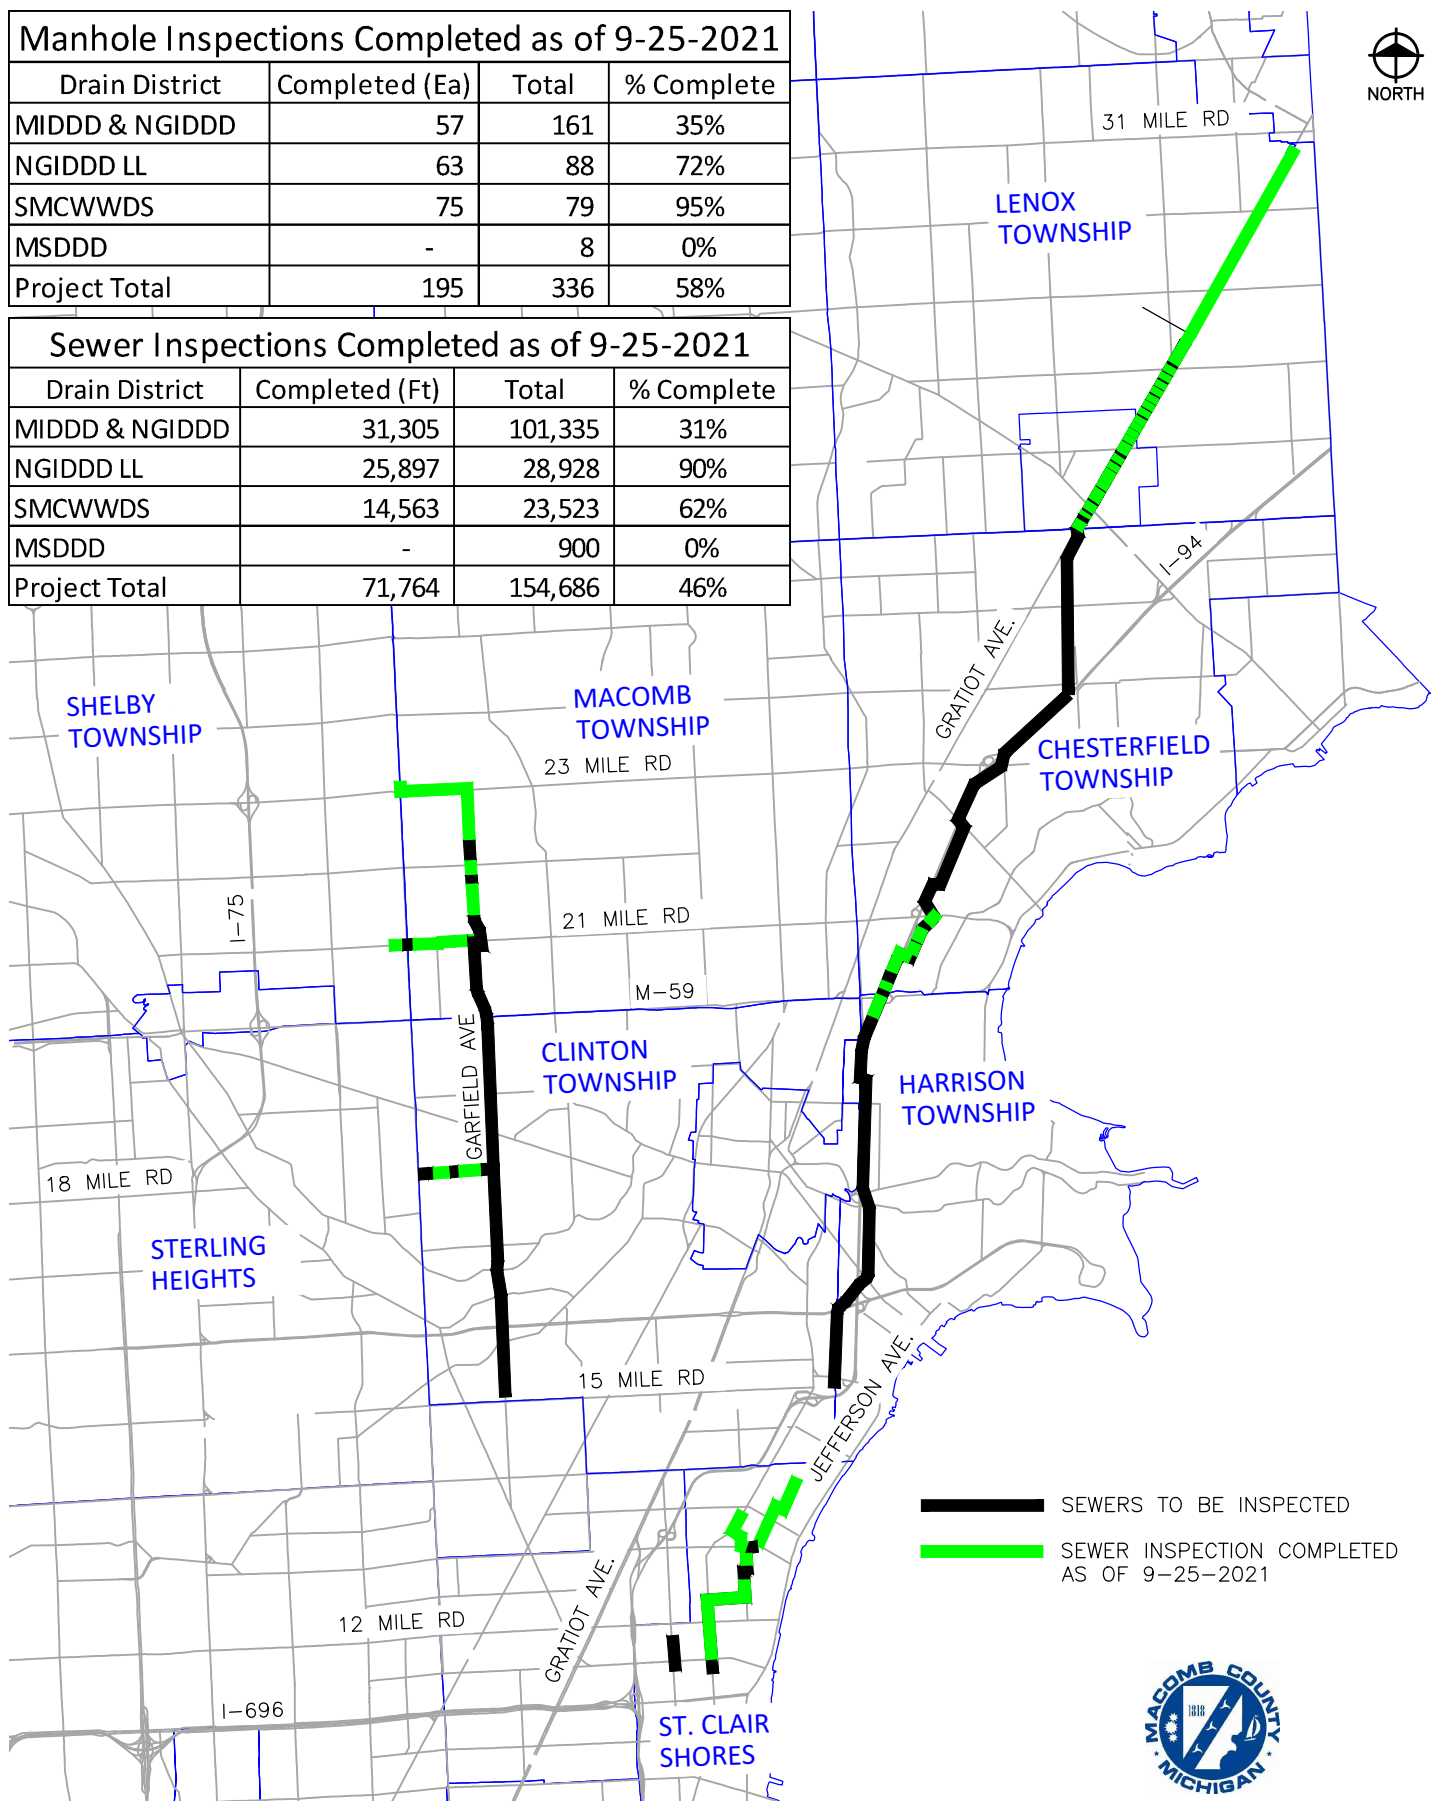 Manhole Inspections Completed as of 9-25-2021
Drain District Completed (Ea) Total % Complete
MIDDD & NGIDDD 57 161 35%
NGIDDD LL 63 88 72%
SMCWWDS 75 79 95%
MSDDD - 8 0%
Project Total 195 336 58%
Sewer Inspections Completed as of 9-25-2021
Drain District Completed (Ft) Total % Complete
MIDDD & NGIDDD 31,305 101,335 31%
NGIDDD LL 25,897 28,928 90%
SMCWWDS 14,563 23,523 62%
MSDDD - 900 0%
Project Total 71,764 154,686 46%
NORTH
31 MILE RD
LENOX
TOWNSHIP
I-94
GRATIOT AVE.
SHELBY
TOWNSHIP
MACOMB
TOWNSHIP
CHESTERFIELD
TOWNSHIP
23 MILE RD
I-75
21 MILE RD
M-59
GARFIELD AVE
CLINTON
TOWNSHIP
HARRISON
TOWNSHIP
18 MILE RD
STERLING
HEIGHTS
15 MILE RD
JEFFERSON AVE.
SEWERS TO BE INSPECTED
SEWER INSPECTION COMPLETED
AS OF 9-25-2021
GRATIOT AVE.
12 MILE RD
I-696
ST. CLAIR
SHORES
MACOMB COUNTY
1818
MICHIGAN